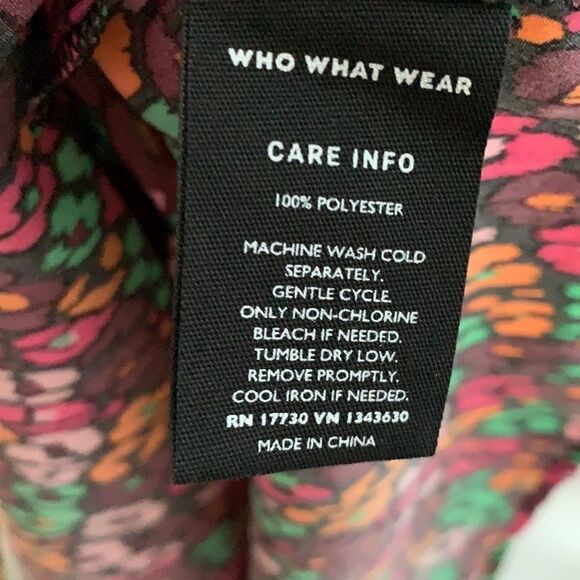 WHO WHAT WEAR
CARE INFO
100% POLYESTER
MACHINE WASH COLD
SEPARATELY.
GENTLE CYCLE.
ONLY NON-CHLORINE
BLEACH IF NEEDED.
TUMBLE DRY LOW.
REMOVE PROMPTLY.
COOL IRON IF NEEDED.
RN 17730 VN 1343630
MADE IN CHINA